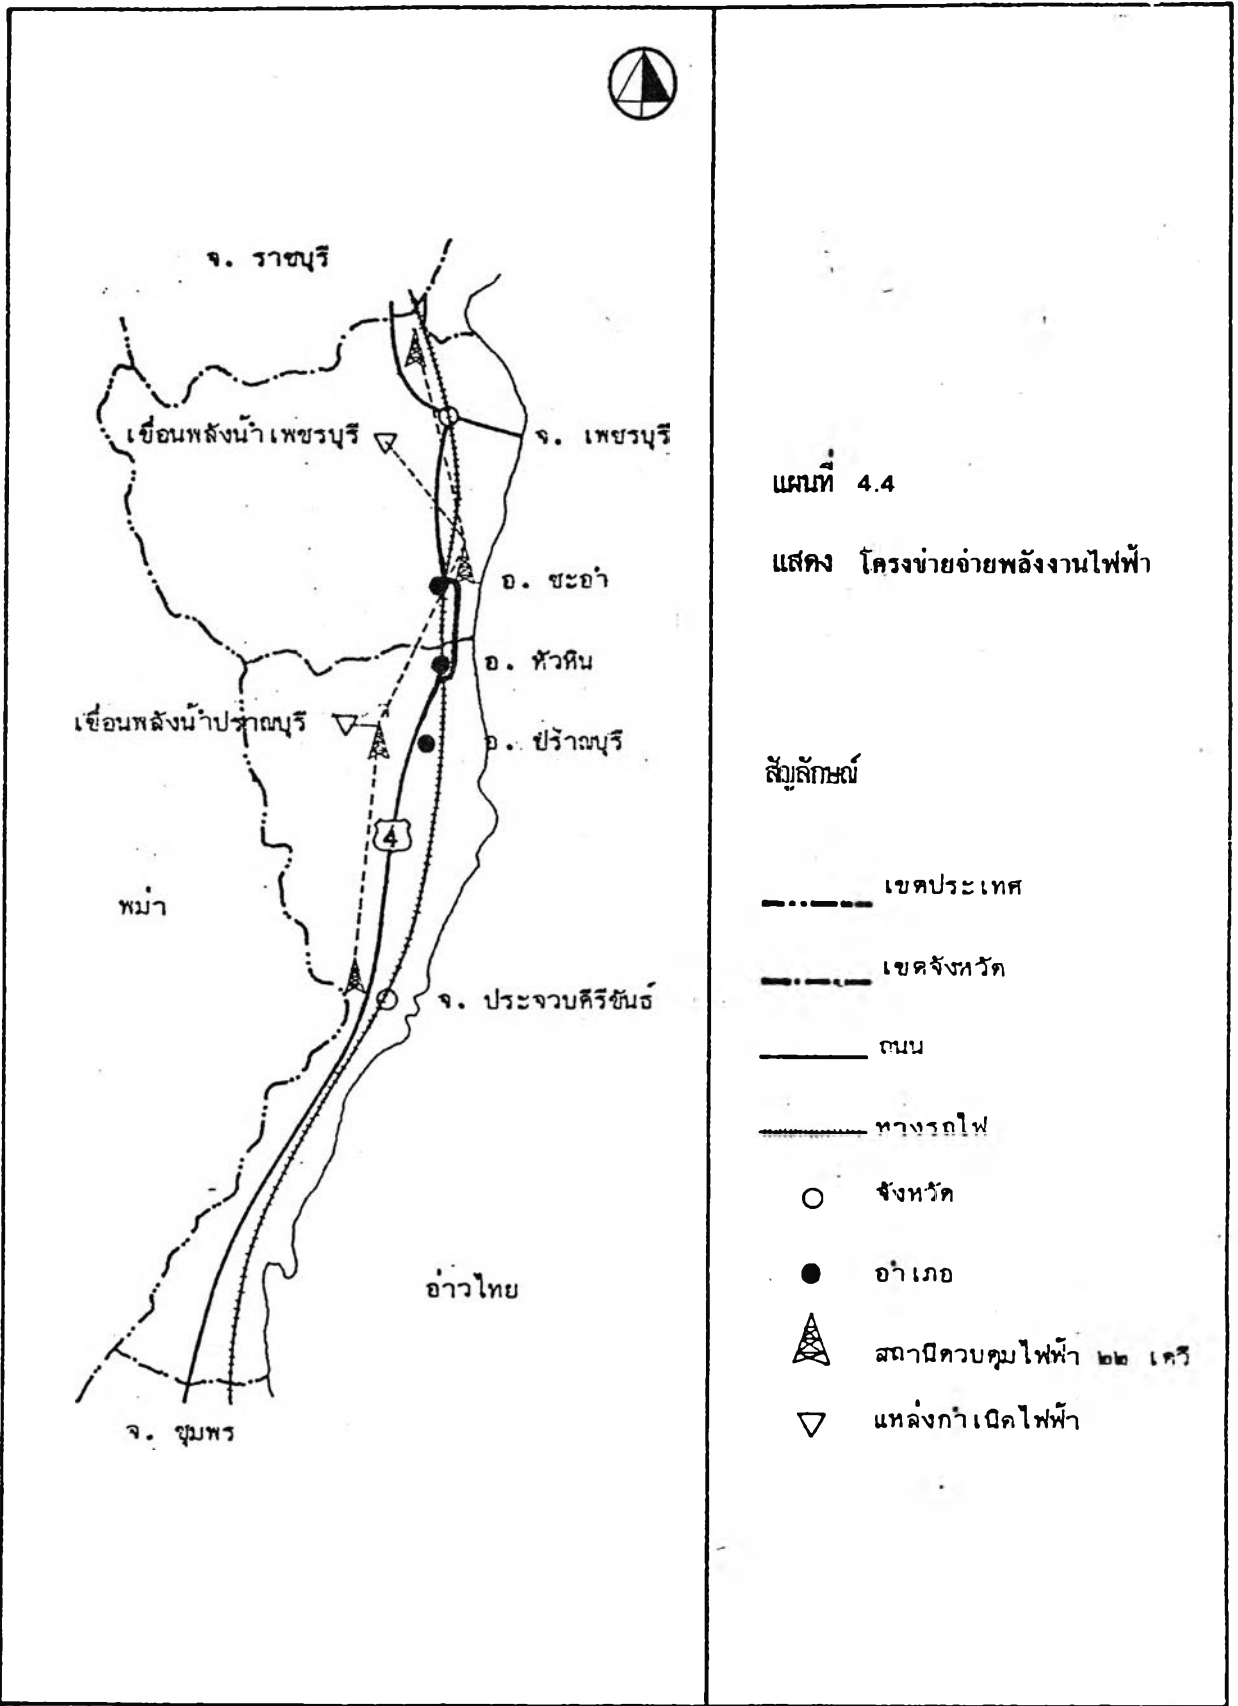 จ. ราชบุรี
เขื่อนพลังน้ำเพชรบุรี
จ. เพชรบุรี
อ. ชะอำ
อ. หัวหิน
เขื่อนพลังน้ำปราณบุรี
อ. ปราณบุรี
4
พม่า
จ. ประจวบคีรีขันธ์
อ่าวไทย
จ. ชุมพร
แผนที่ 4.4
แสดง โครงข่ายจ่ายพลังงานไฟฟ้า
สัญลักษณ์
เขตประเทศ
เขตจังหวัด
ถนน
ทางรถไฟ
จังหวัด
อำเภอ
สถานีควบคุมไฟฟ้า ๒๒ เควี
แหล่งกำเนิดไฟฟ้า